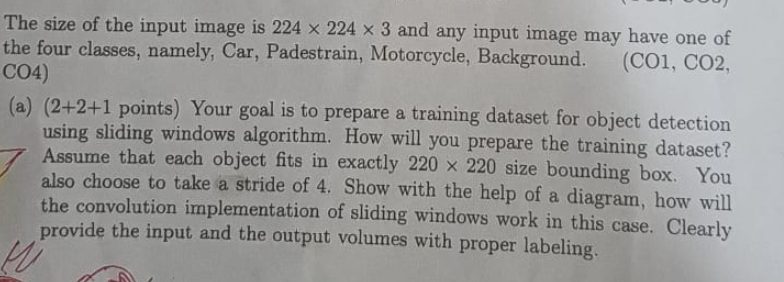 The size of the input image is 224 × 224 × 3 and any input image may have one of
the four classes, namely, Car, Padestrain, Motorcycle, Background. (CO1, CO2,
CO4)
(a) (2+2+1 points) Your goal is to prepare a training dataset for object detection
using sliding windows algorithm. How will you prepare the training dataset?
Assume that each object fits in exactly 220 × 220 size bounding box. You
also choose to take a stride of 4. Show with the help of a diagram, how will
the convolution implementation of sliding windows work in this case. Clearly
provide the input and the output volumes with proper labeling.